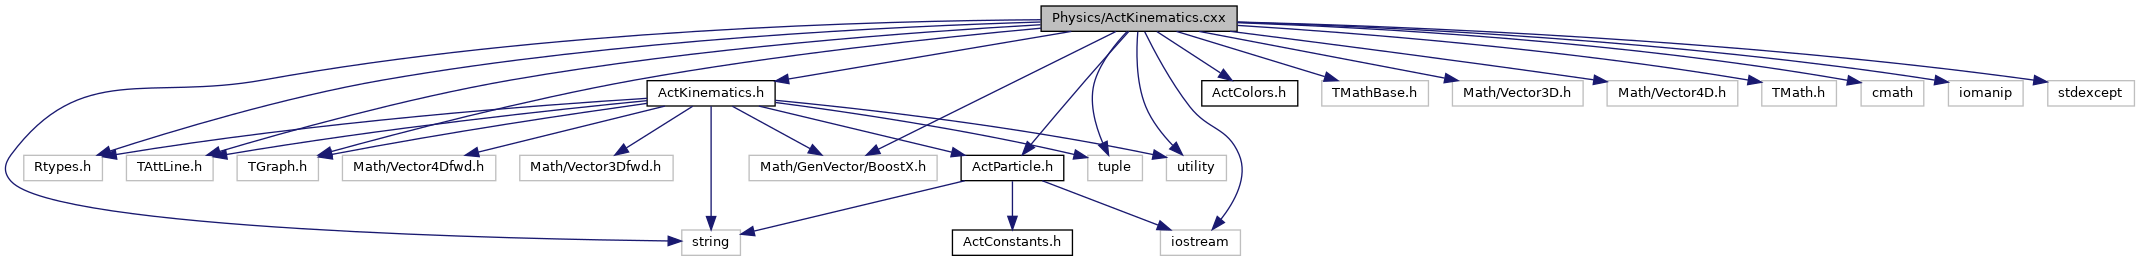 Physics/ActKinematics.cxx
ActKinematics.h
ActColors.h
TMathBase.h
Math/Vector3D.h
Math/Vector4D.h
TMath.h
cmath
iomanip
stdexcept
Rtypes.h
TAttLine.h
TGraph.h
Math/Vector4Dfwd.h
Math/Vector3Dfwd.h
Math/GenVector/BoostX.h
ActParticle.h
tuple
utility
string
ActConstants.h
iostream